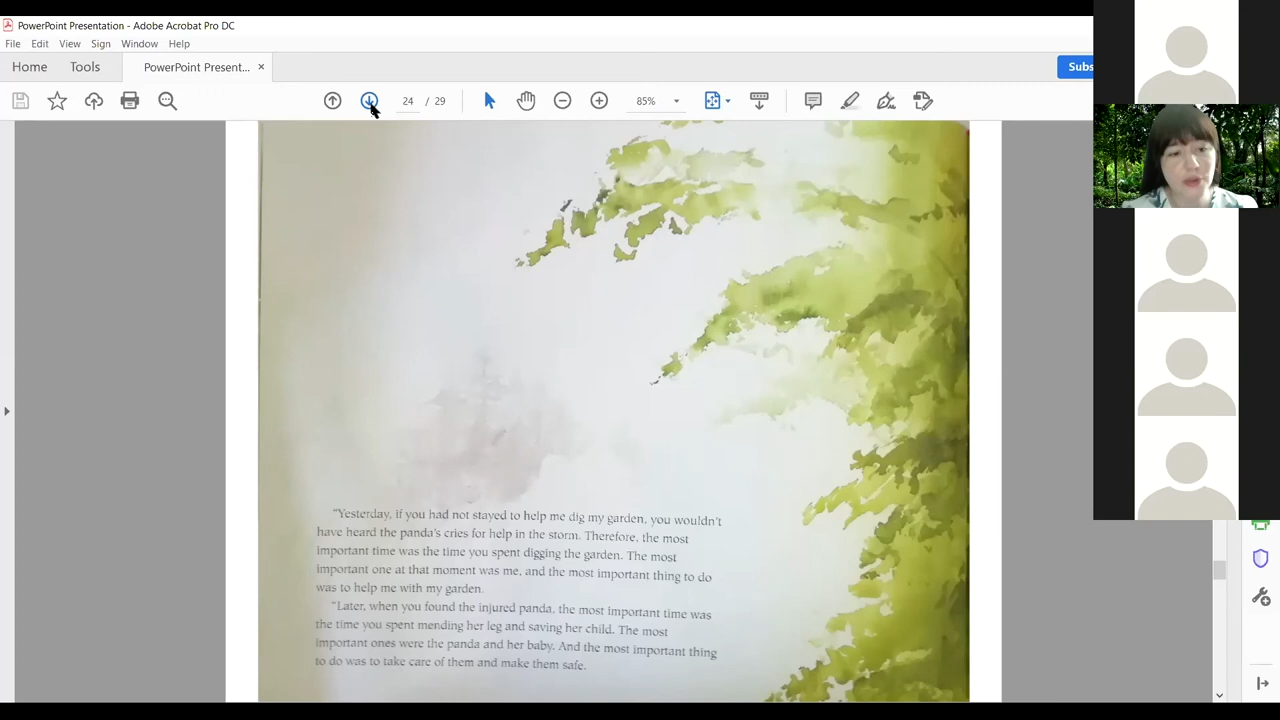 PowerPoint Presentation - Adobe Acrobat Pro DC
File Edit View Sign Window Help
Home Tools PowerPoint Present... × Subs
24 / 29 85%
"Yesterday, if you had not stayed to help me dig my garden, you wouldn't
have heard the panda's cries for help in the storm. Therefore, the most
important time was the time you spent digging the garden. The most
important one at that moment was me, and the most important thing to do
was to help me with my garden.
"Later, when you found the injured panda, the most important time was
the time you spent mending her leg and saving her child. The most
important ones were the panda and her baby. And the most important thing
to do was to take care of them and make them safe.